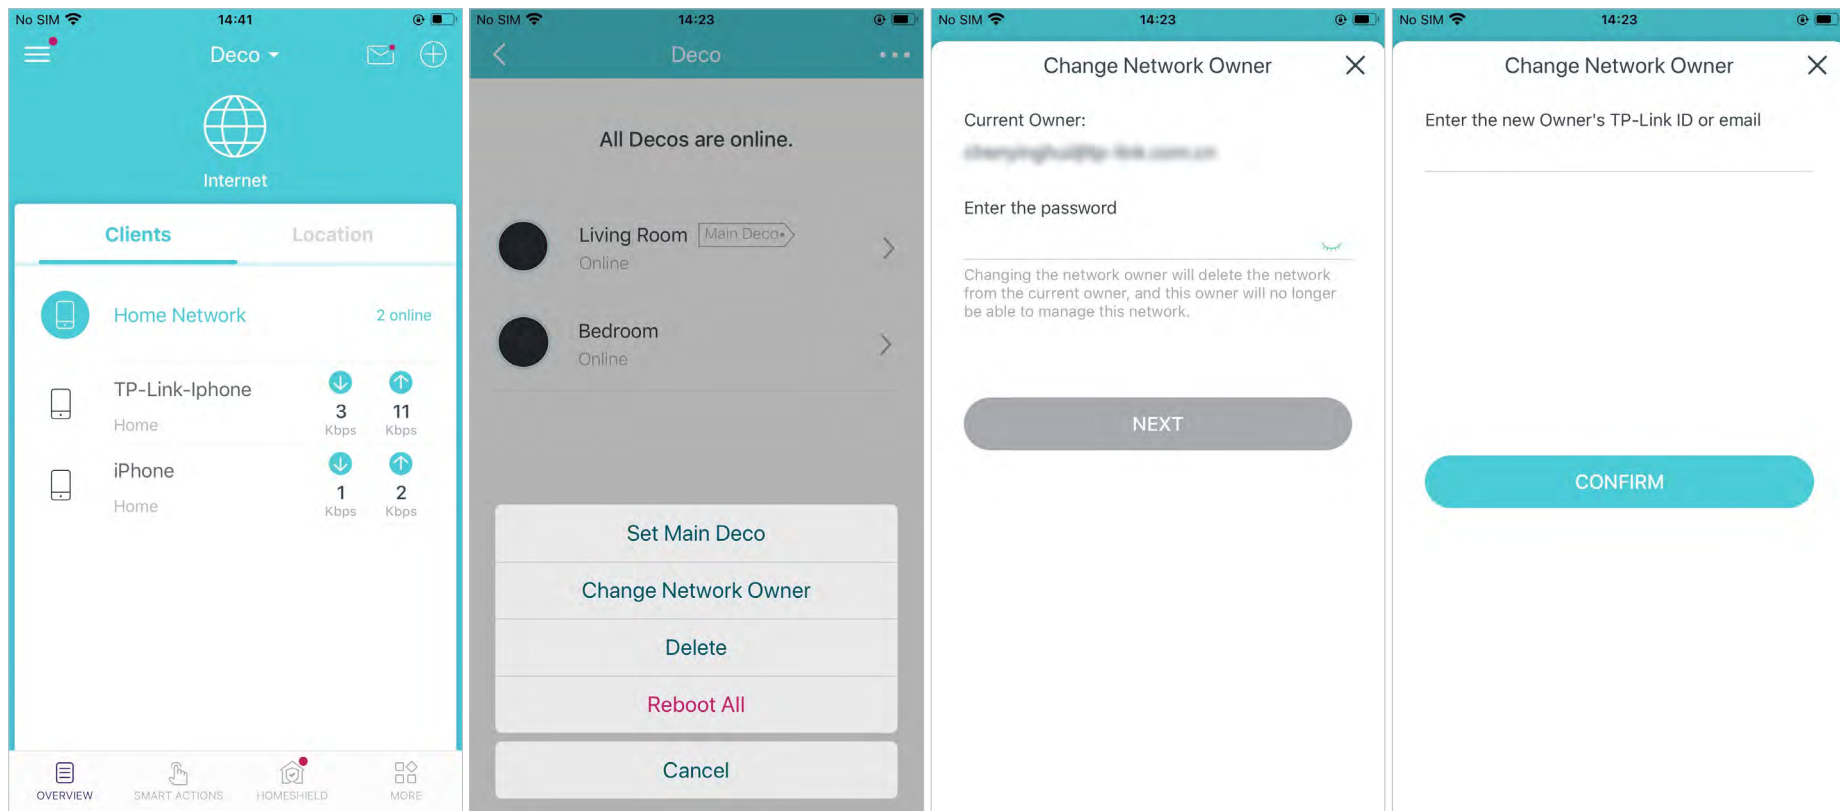 No SIM 14:41
Deco
Internet
Clients Location
Home Network 2 online
TP-Link-Iphone
Home
3 11
Kbps Kbps
iPhone
Home
1 2
Kbps Kbps
OVERVIEW SMART ACTIONS HOMESHIELD MORE
No SIM 14:23
Deco
All Decos are online.
Living Room Main Deco
Online
Bedroom
Online
Set Main Deco
Change Network Owner
Delete
Reboot All
Cancel
No SIM 14:23
Change Network Owner
Current Owner:
Enter the password
Changing the network owner will delete the network
from the current owner, and this owner will no longer
be able to manage this network.
NEXT
No SIM 14:23
Change Network Owner
Enter the new Owner's TP-Link ID or email
CONFIRM